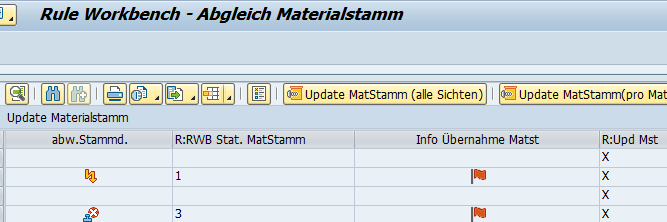 Rule Workbench - Abgleich Materialstamm
Update MatStamm (alle Sichten) Update MatStamm(pro Mat
Update Materialstamm
abw.Stammd. R:RWB Stat. MatStamm Info Übernahme Matst R:Upd Mst
X
1 X
X
3 X